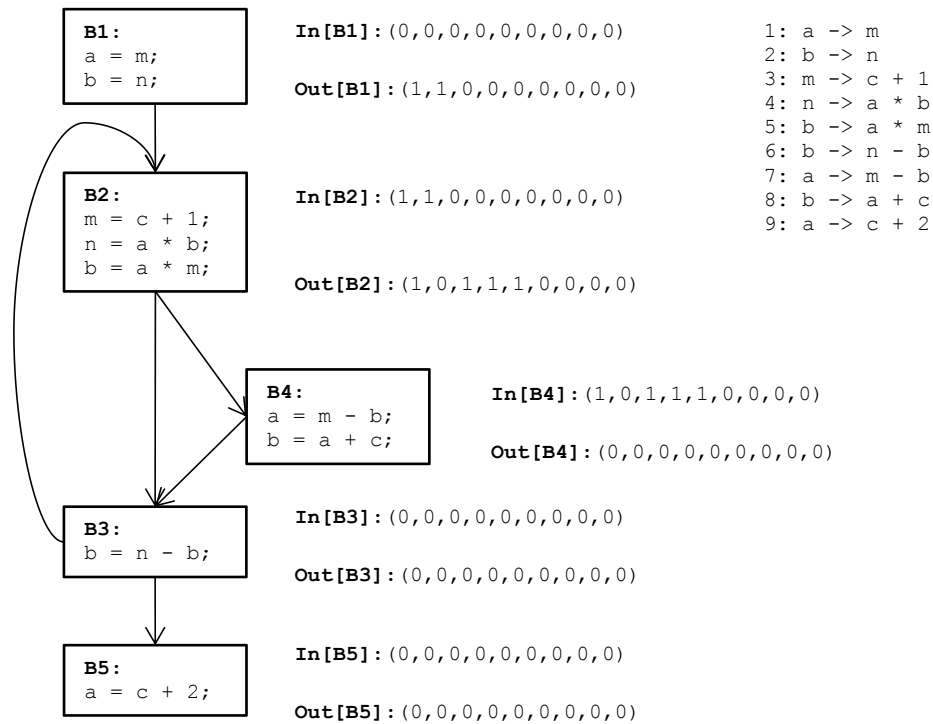 B1:
a = m;
b = n;
In[B1]:(0,0,0,0,0,0,0,0,0)
Out[B1]:(1,1,0,0,0,0,0,0,0)
1: a -> m
2: b -> n
3: m -> c + 1
4: n -> a * b
5: b -> a * m
6: b -> n - b
7: a -> m - b
8: b -> a + c
9: a -> c + 2
B2:
m = c + 1;
n = a * b;
b = a * m;
In[B2]:(1,1,0,0,0,0,0,0,0)
Out[B2]:(1,0,1,1,1,0,0,0,0)
B4:
a = m - b;
b = a + c;
In[B4]:(1,0,1,1,1,0,0,0,0)
Out[B4]:(0,0,0,0,0,0,0,0,0)
B3:
b = n - b;
In[B3]:(0,0,0,0,0,0,0,0,0)
Out[B3]:(0,0,0,0,0,0,0,0,0)
B5:
a = c + 2;
In[B5]:(0,0,0,0,0,0,0,0,0)
Out[B5]:(0,0,0,0,0,0,0,0,0)